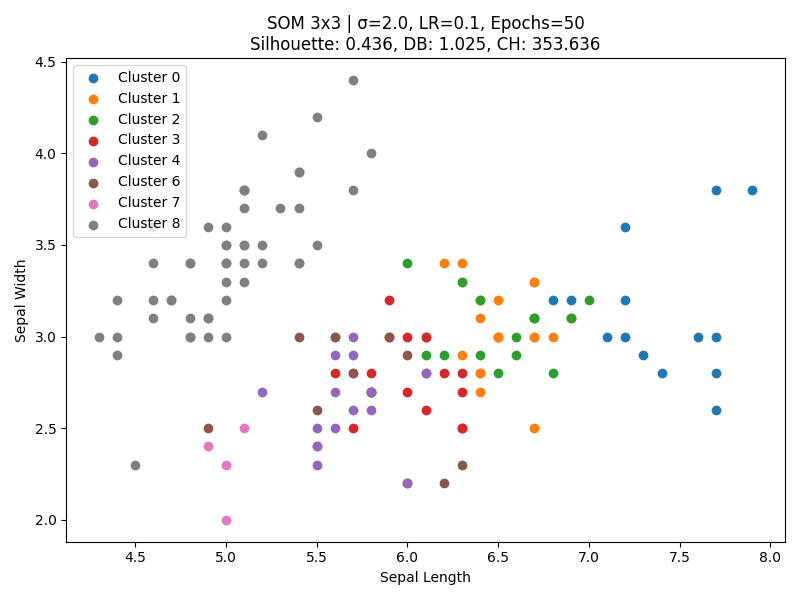 SOM 3x3 | σ=2.0, LR=0.1, Epochs=50
Silhouette: 0.436, DB: 1.025, CH: 353.636
Cluster 0
Cluster 1
Cluster 2
Cluster 3
Cluster 4
Cluster 6
Cluster 7
Cluster 8
Sepal Width
4.5
4.0
3.5
3.0
2.5
2.0
4.5 5.0 5.5 6.0 6.5 7.0 7.5 8.0
Sepal Length